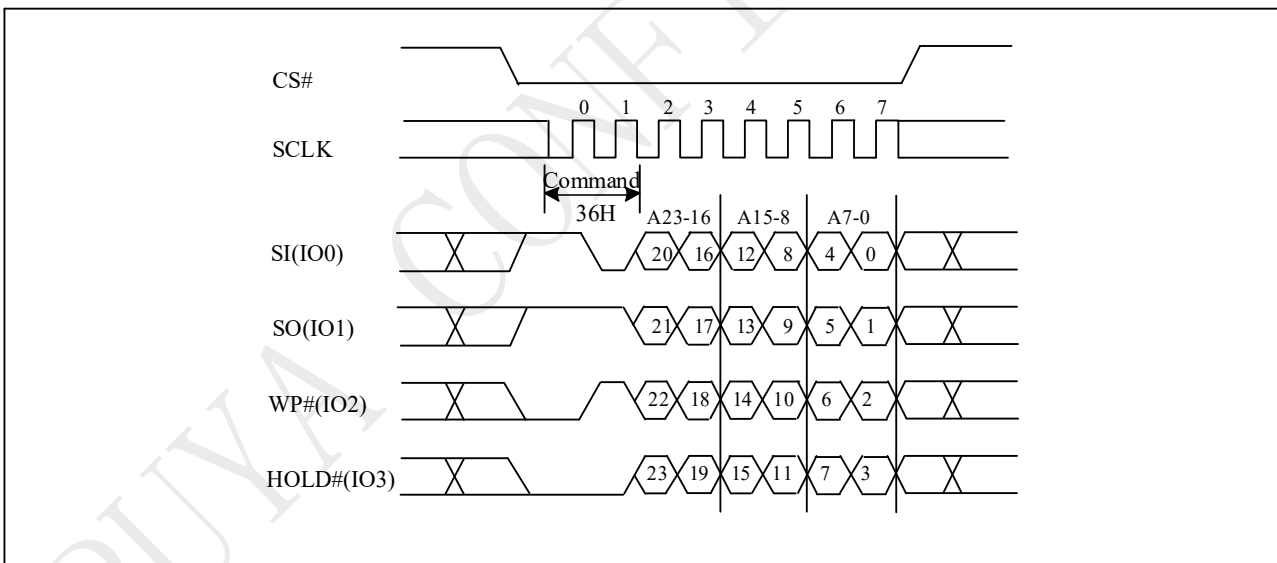 CS#
0 1 2 3 4 5 6 7
SCLK
Command
36H
A23-16 A15-8 A7-0
SI(IO0) 20 16 12 8 4 0
SO(IO1) 21 17 13 9 5 1
WP#(IO2) 22 18 14 10 6 2
HOLD#(IO3) 23 19 15 11 7 3
PUYA CONF